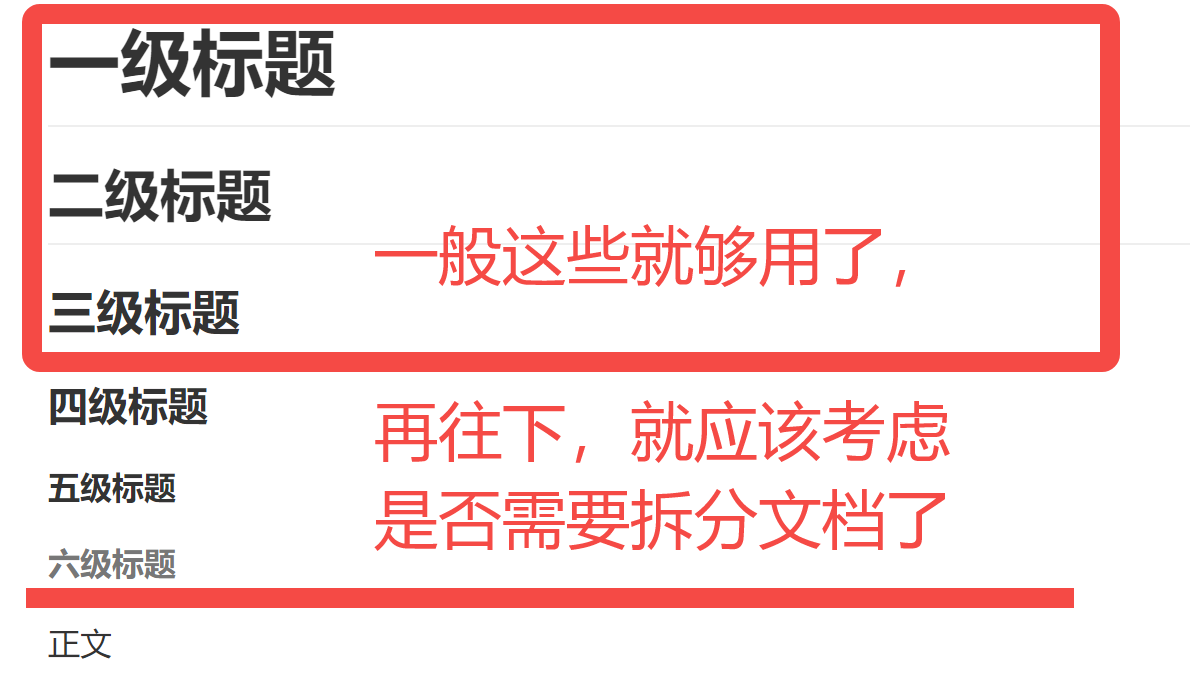 一级标题
二级标题
一般这些就够用了，
三级标题
四级标题
再往下，就应该考虑
五级标题
是否需要拆分文档了
六级标题
正文